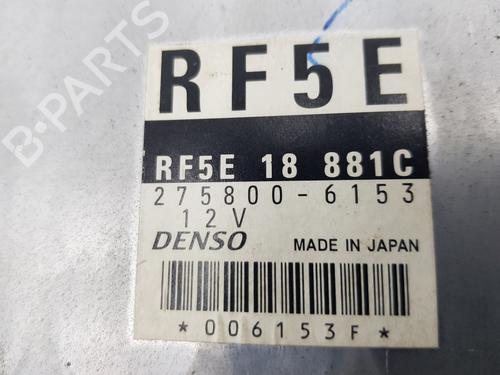 RF5E
RF5E 18 881C
275800-6153
12V
DENSO MADE IN JAPAN
*006153F*
B-PARTS